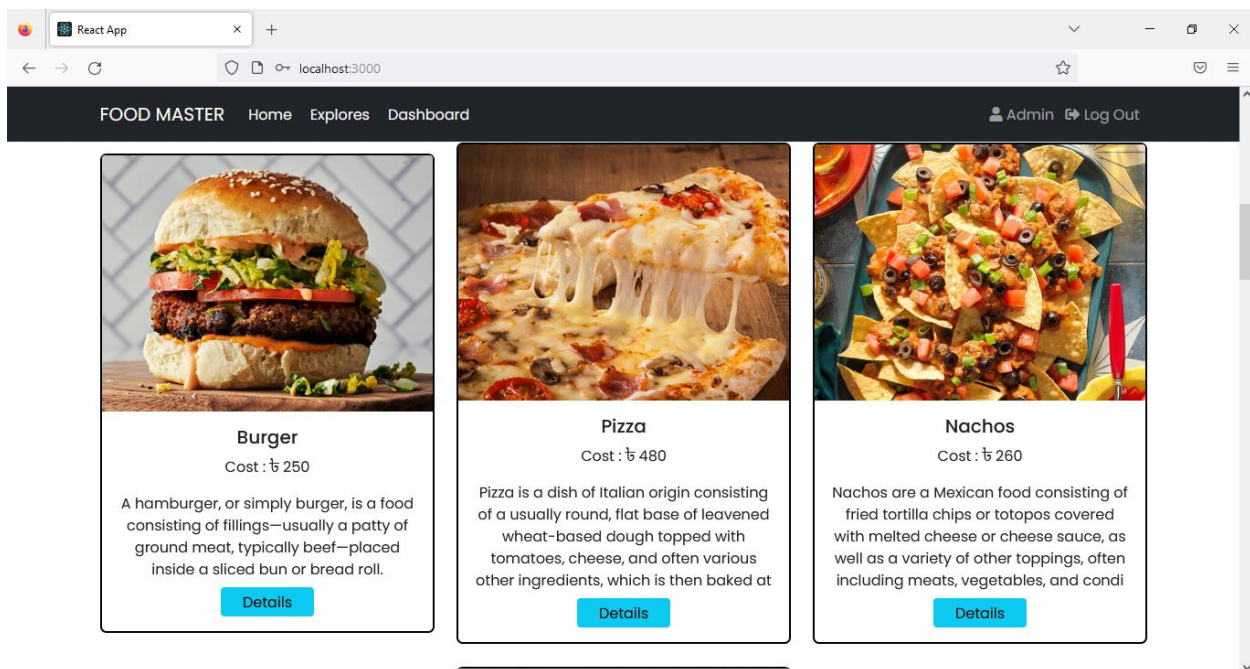 React App
localhost:3000
FOOD MASTER Home Explores Dashboard Admin Log Out
Burger
Cost : ৳ 250
A hamburger, or simply burger, is a food
consisting of fillings—usually a patty of
ground meat, typically beef—placed
inside a sliced bun or bread roll.
Details
Pizza
Cost : ৳ 480
Pizza is a dish of Italian origin consisting
of a usually round, flat base of leavened
wheat-based dough topped with
tomatoes, cheese, and often various
other ingredients, which is then baked at
Details
Nachos
Cost : ৳ 260
Nachos are a Mexican food consisting of
fried tortilla chips or totopos covered
with melted cheese or cheese sauce, as
well as a variety of other toppings, often
including meats, vegetables, and condi
Details